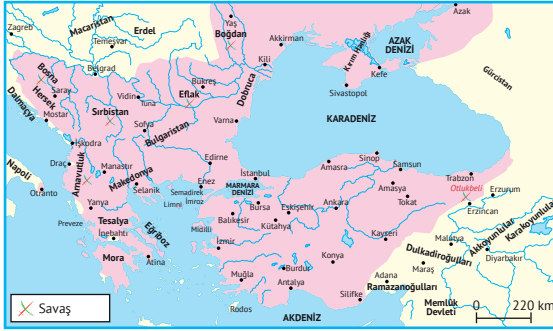 Zagreb
Macaristan
Erdel
Temeşvar
Yaş
Boğdan
Akkirman
Azak
AZAK
DENİZİ
Kırım Hanlığı
Kefe
Kili
Gürcistan
Belgrad
Bosna
Hersek
Saray
Mostar
Dalmaçya
Sırbistan
Vidin
Tuna
Bükreş
Eflak
Dobruca
Sivastopol
Varna
KARADENİZ
Sofya
Bulgaristan
İşkodra
Draç
Arnavutluk
Manastır
Makedonya
Edirne
Enez
İstanbul
Amasra
Sinop
Samsun
Trabzon
Otlukbeli
Erzurum
Erzincan
Napoli
Otranto
Selanik
Semadirek
İmroz
Limni
MARMARA
DENİZİ
Bursa
Eskişehir
Ankara
Amasya
Tokat
Yanya
Preveze
Tesalya
İnebahtı
Eğriboz
Midilli
Balıkesir
Kütahya
Kayseri
Malatya
Akkoyunlular
Karakoyunlular
Diyarbakır
Dulkadiroğulları
Maraş
Mora
Atina
İzmir
Burdur
Konya
Muğla
Antalya
Silifke
Adana
Ramazanoğulları
Rodos
AKDENİZ
Memlûk
Devleti
Savaş
0 220 km